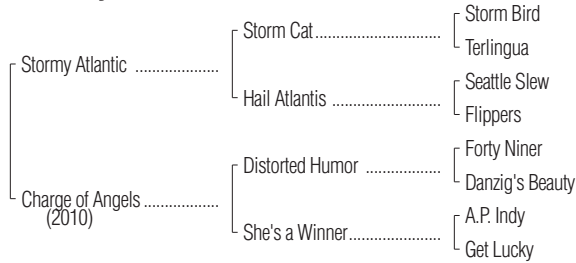 Storm Bird
Storm Cat....................
Terlingua
Stormy Atlantic ...................
Seattle Slew
Hail Atlantis .................
Flippers
Forty Niner
Distorted Humor .................
Danzig's Beauty
Charge of Angels.................
(2010)
A.P. Indy
She's a Winner.....................
Get Lucky